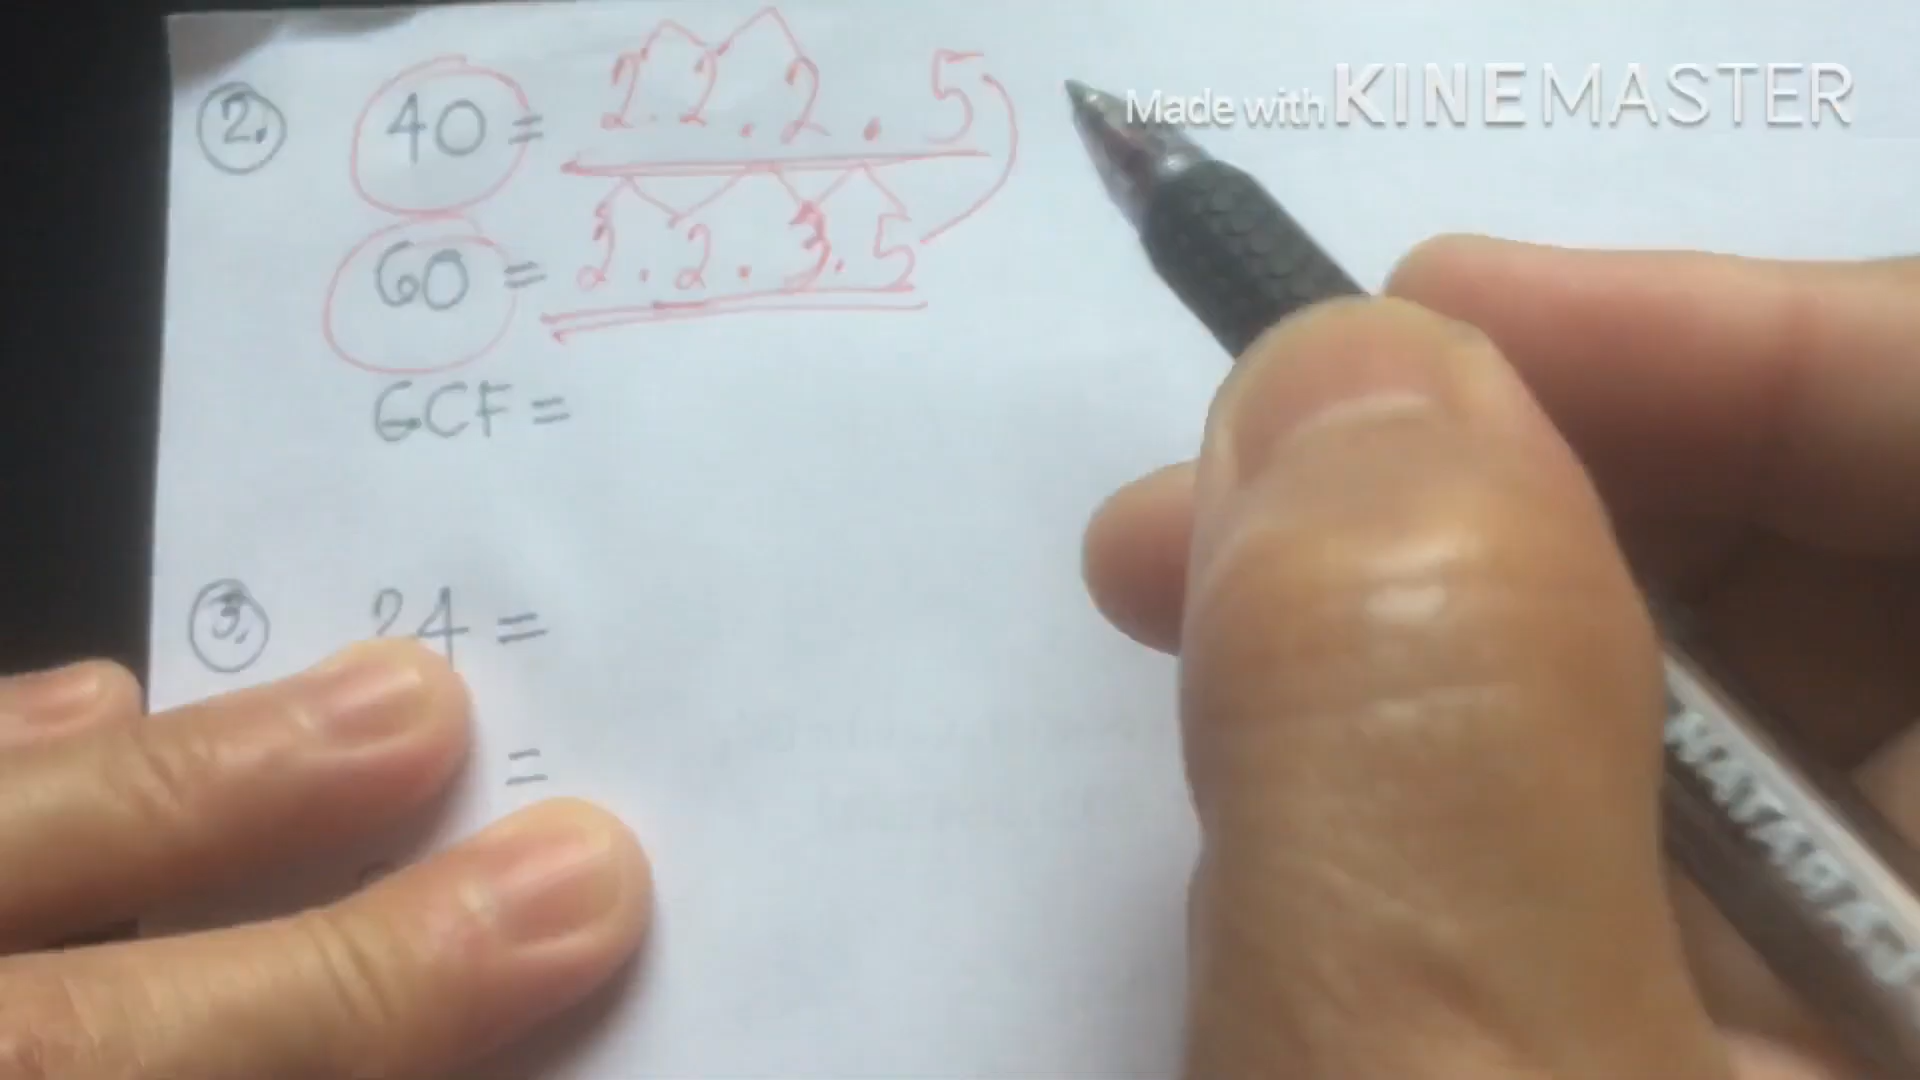 Made with KINEMASTER
2. 40 = 2 . 2 . 2 . 5
60 = 2 . 2 . 3 . 5
GCF =
3. 24 =
=